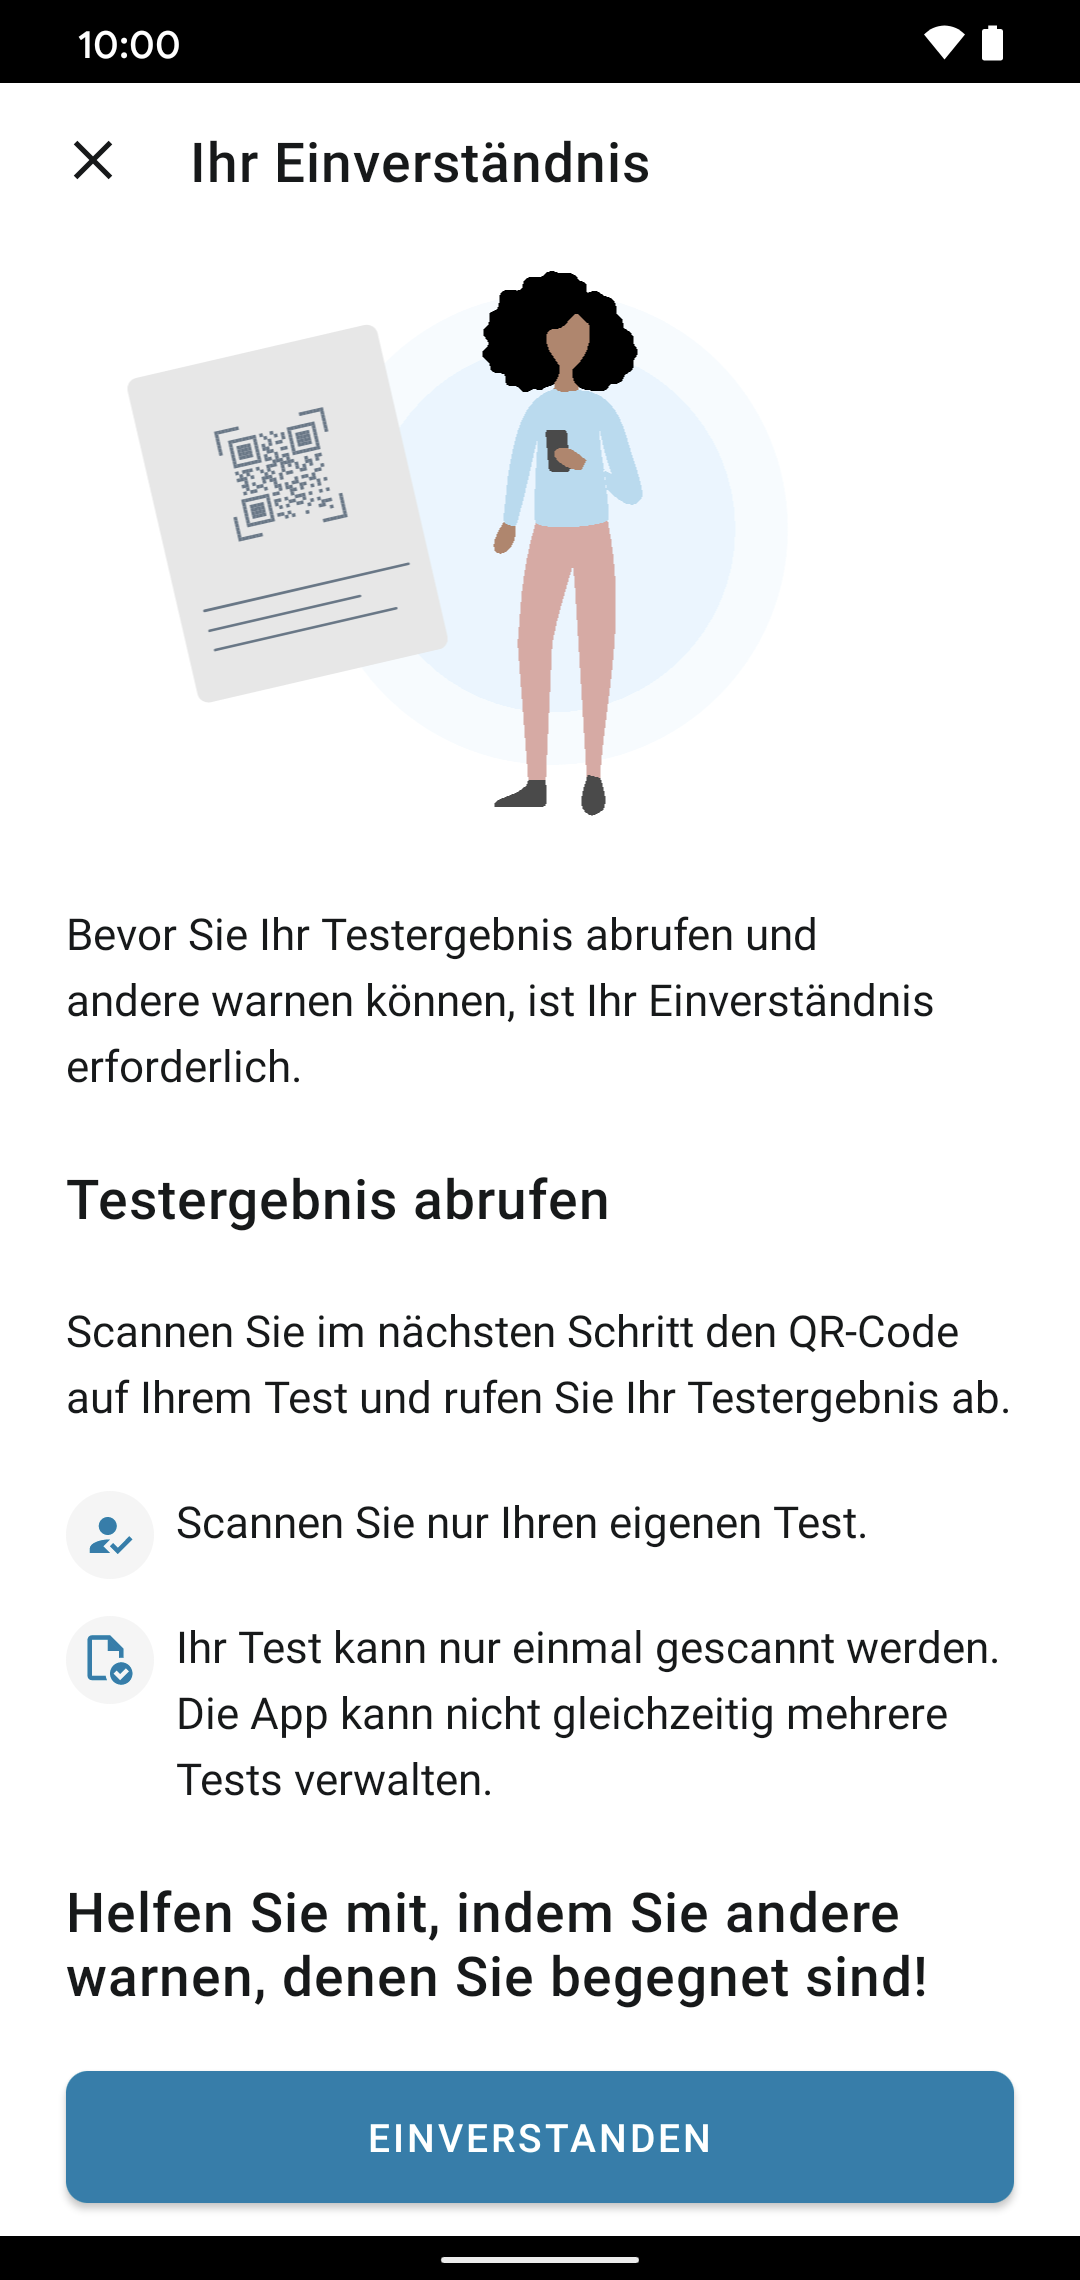 10:00
Ihr Einverständnis
Bevor Sie Ihr Testergebnis abrufen und
andere warnen können, ist Ihr Einverständnis
erforderlich.
Testergebnis abrufen
Scannen Sie im nächsten Schritt den QR-Code
auf Ihrem Test und rufen Sie Ihr Testergebnis ab.
Scannen Sie nur Ihren eigenen Test.
Ihr Test kann nur einmal gescannt werden.
Die App kann nicht gleichzeitig mehrere
Tests verwalten.
Helfen Sie mit, indem Sie andere
warnen, denen Sie begegnet sind!
EINVERSTANDEN